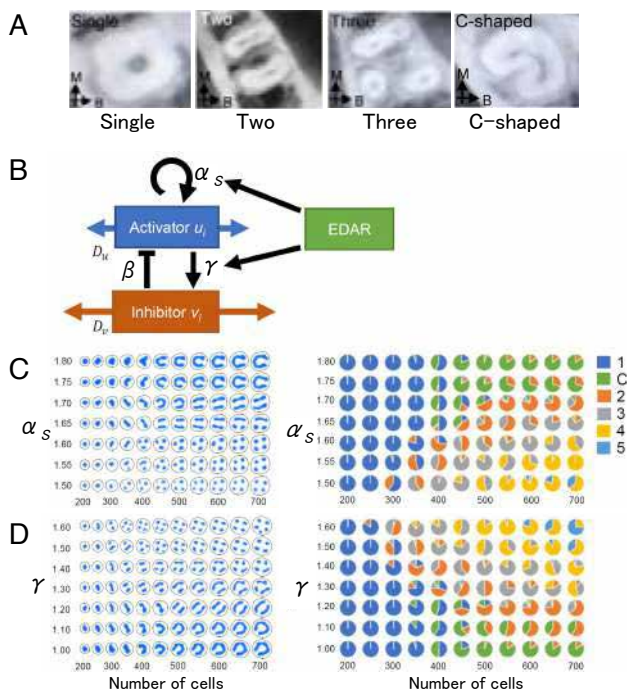 A
Single
Two
Three
C-shaped
M
B
M
B
M
B
M
B
Single
Two
Three
C-shaped
B
α S
Activator u i
EDAR
D u
β
γ
Inhibitor v i
D v
C
α S
1.80
1.75
1.70
1.65
1.60
1.55
1.50
200 300 400 500 600 700
α S
1.80
1.75
1.70
1.65
1.60
1.55
1.50
200 300 400 500 600 700
1
C
2
3
4
5
D
γ
1.60
1.50
1.40
1.30
1.20
1.10
1.00
200 300 400 500 600 700
Number of cells
γ
1.60
1.50
1.40
1.30
1.20
1.10
1.00
200 300 400 500 600 700
Number of cells